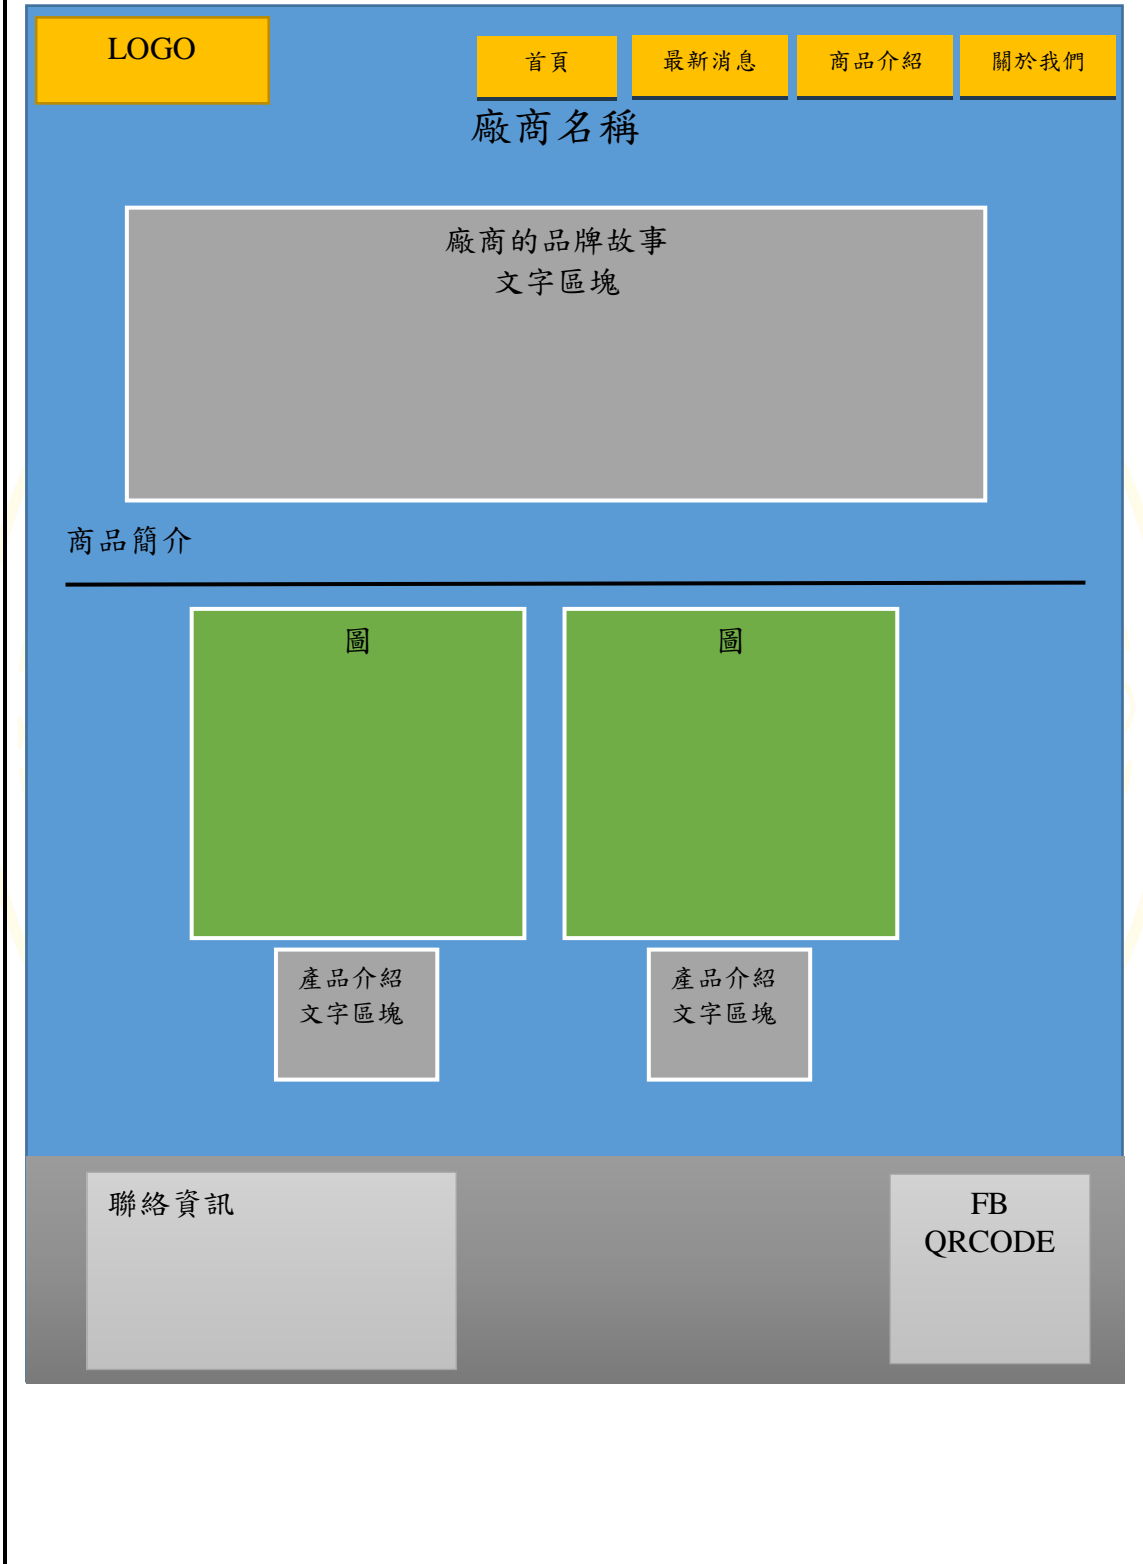 LOGO
首頁
最新消息
商品介紹
關於我們
廠商名稱
廠商的品牌故事
文字區塊
商品簡介
圖
圖
產品介紹
文字區塊
產品介紹
文字區塊
聯絡資訊
FB
QRCODE